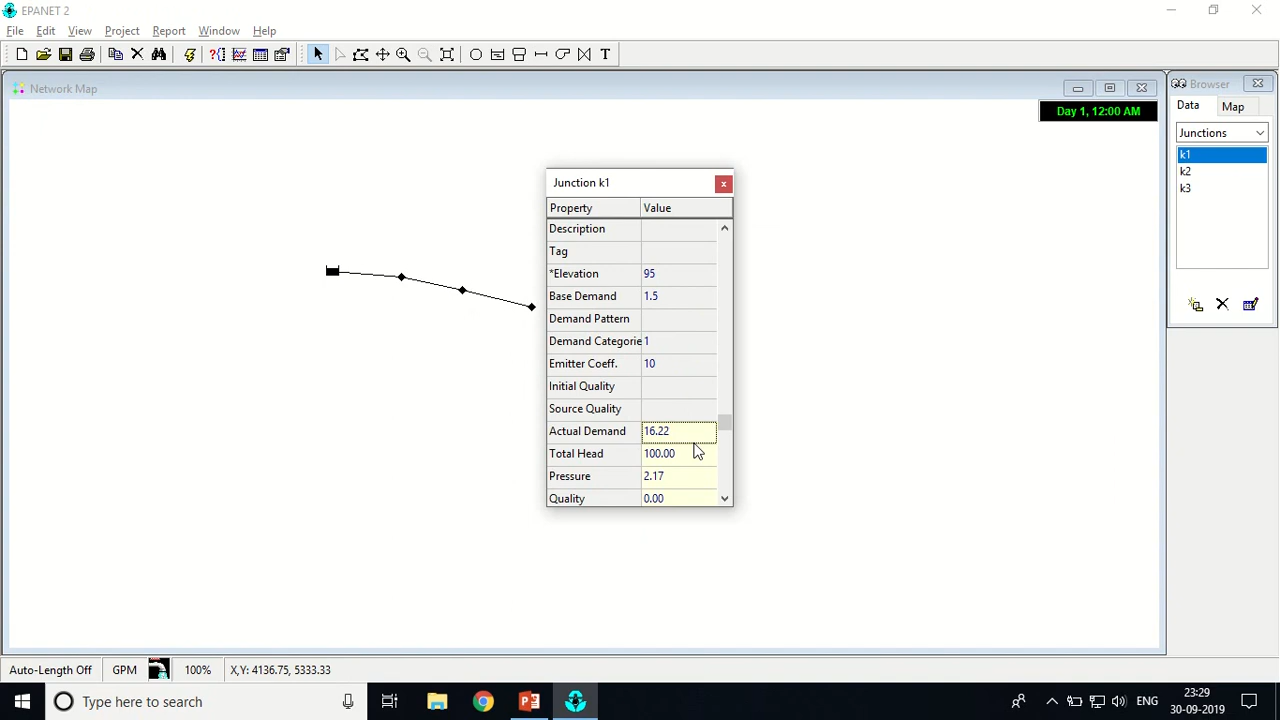 EPANET 2
File Edit View Project Report Window Help
Network Map
Day 1, 12:00 AM
Browser
Data Map
Junctions
k1
k2
k3
Junction k1
Property Value
Description
Tag
*Elevation 95
Base Demand 1.5
Demand Pattern
Demand Categorie 1
Emitter Coeff. 10
Initial Quality
Source Quality
Actual Demand 16.22
Total Head 100.00
Pressure 2.17
Quality 0.00
Auto-Length Off GPM 100% X,Y: 4136.75, 5333.33
Type here to search
ENG
23:29
30-09-2019